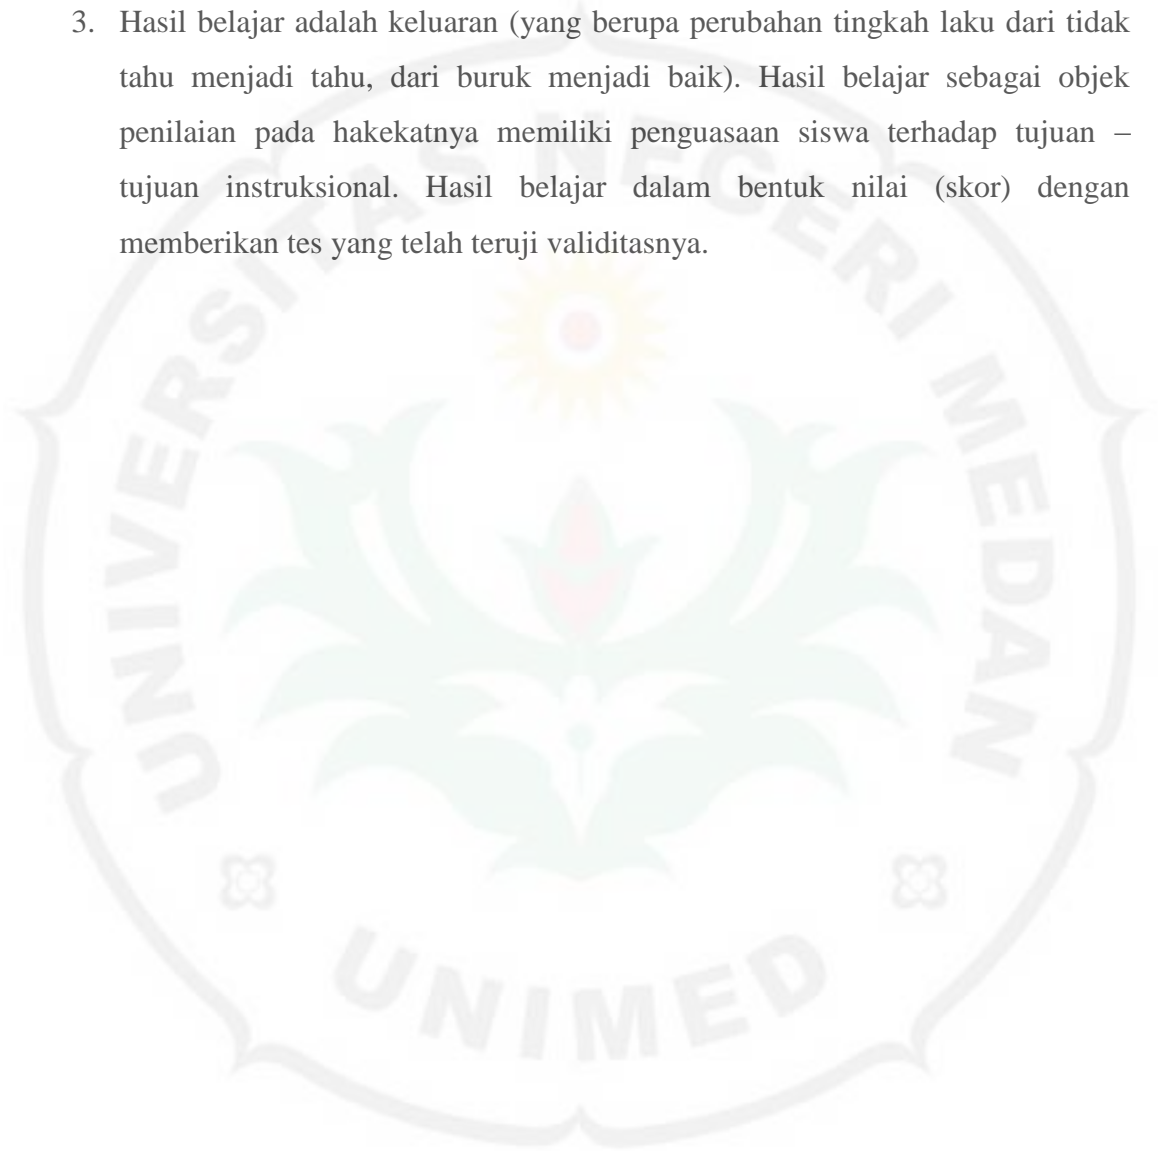 3. Hasil belajar adalah keluaran (yang berupa perubahan tingkah laku dari tidak
tahu menjadi tahu, dari buruk menjadi baik). Hasil belajar sebagai objek
penilaian pada hakekatnya memiliki penguasaan siswa terhadap tujuan –
tujuan instruksional. Hasil belajar dalam bentuk nilai (skor) dengan
memberikan tes yang telah teruji validitasnya.
UNIVERSITAS NEGERI MEDAN
UNIMED